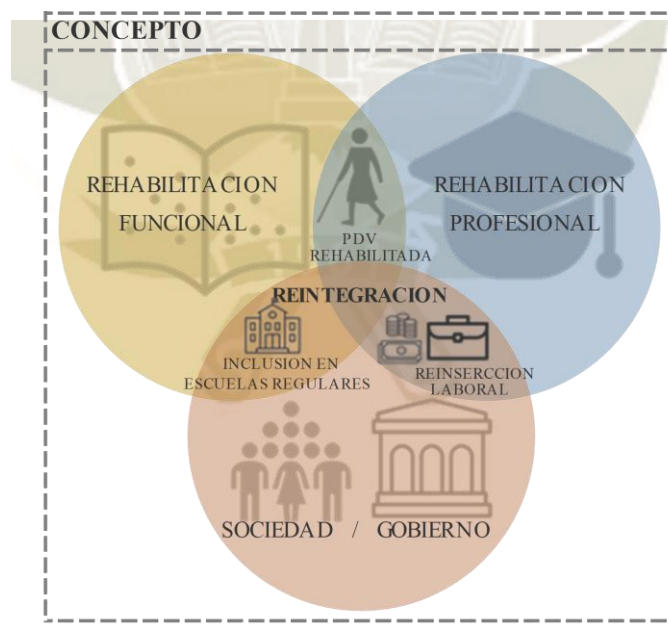 CONCEPTO
REHABILITACION
FUNCIONAL
REHABILITACION
PROFESIONAL
PDV
REHABILITADA
REINTEGRACION
INCLUSION EN
ESCUELAS REGULARES
REINSERCCION
LABORAL
SOCIEDAD / GOBIERNO